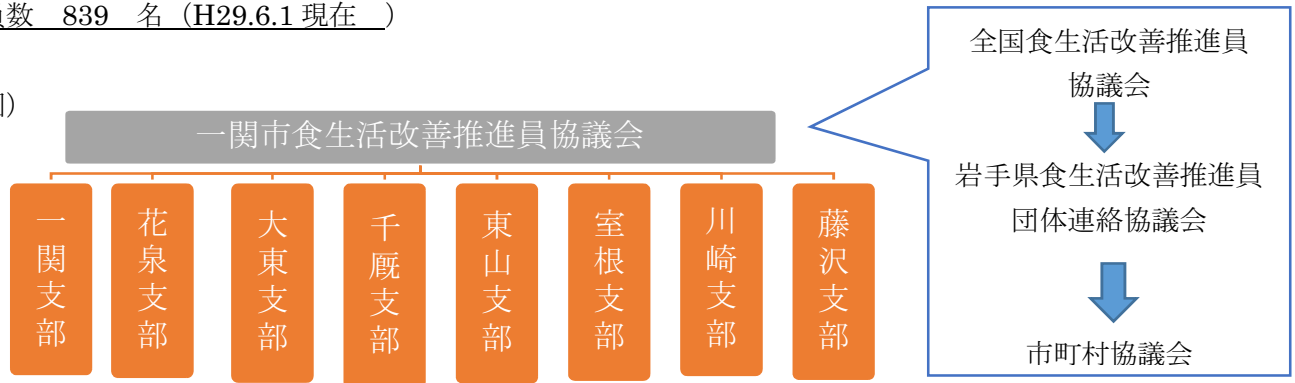 数 839 名（H29.6.1 現在 ）
全国食生活改善推進員
協議会
岩手県食生活改善推進員
団体連絡協議会
市町村協議会
一関市食生活改善推進員協議会
一関支部
花泉支部
大東支部
千厩支部
東山支部
室根支部
川崎支部
藤沢支部